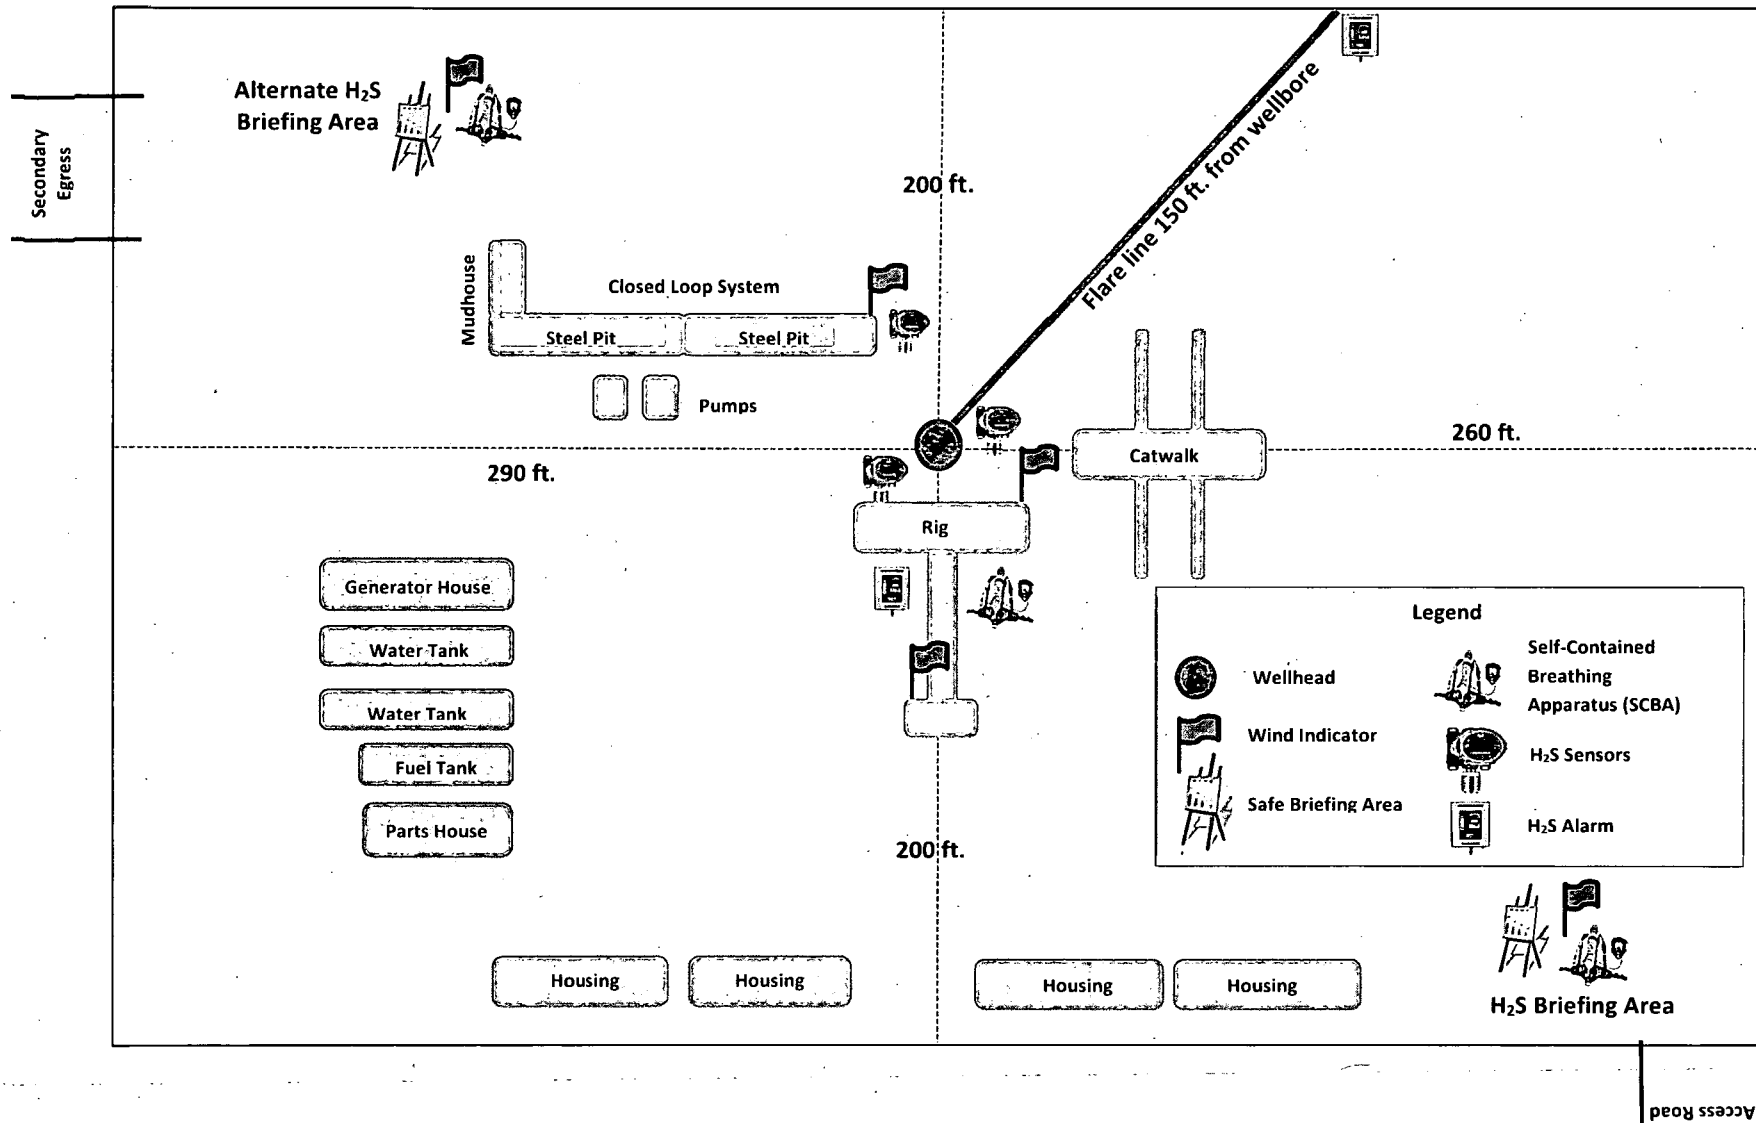 Alternate H₂S
Briefing Area
Secondary
Egress
200 ft.
Flare line 150 ft. from wellbore
Mudhouse
Closed Loop System
Steel Pit
Steel Pit
Pumps
260 ft.
290 ft.
Catwalk
Rig
Generator House
Water Tank
Water Tank
Fuel Tank
Parts House
Legend
Wellhead
Wind Indicator
Safe Briefing Area
Self-Contained
Breathing
Apparatus (SCBA)
H₂S Sensors
H₂S Alarm
200 ft.
Housing
Housing
Housing
Housing
H₂S Briefing Area
Access Road